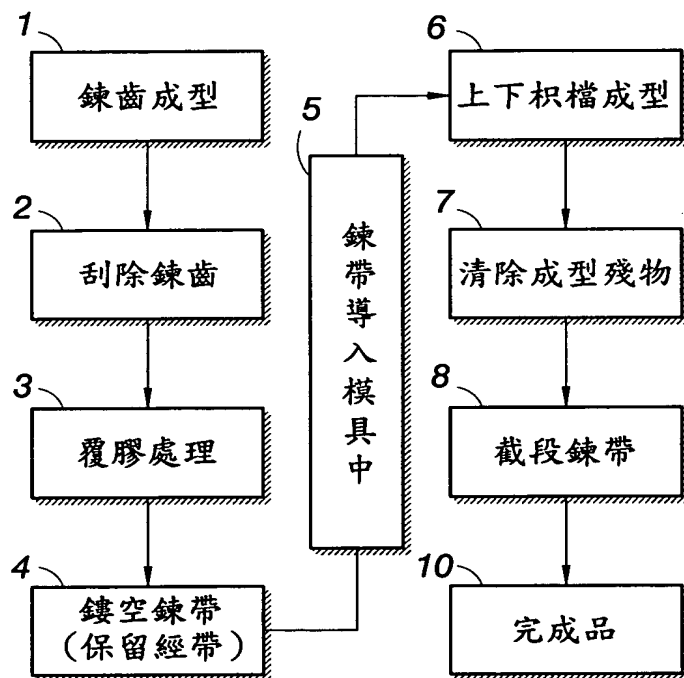 1
鍊齒成型
2
刮除鍊齒
3
覆膠處理
4
鏤空鍊帶
(保留經帶)
5
鍊帶導入模具中
6
上下枳檔成型
7
清除成型殘物
8
截段鍊帶
10
完成品